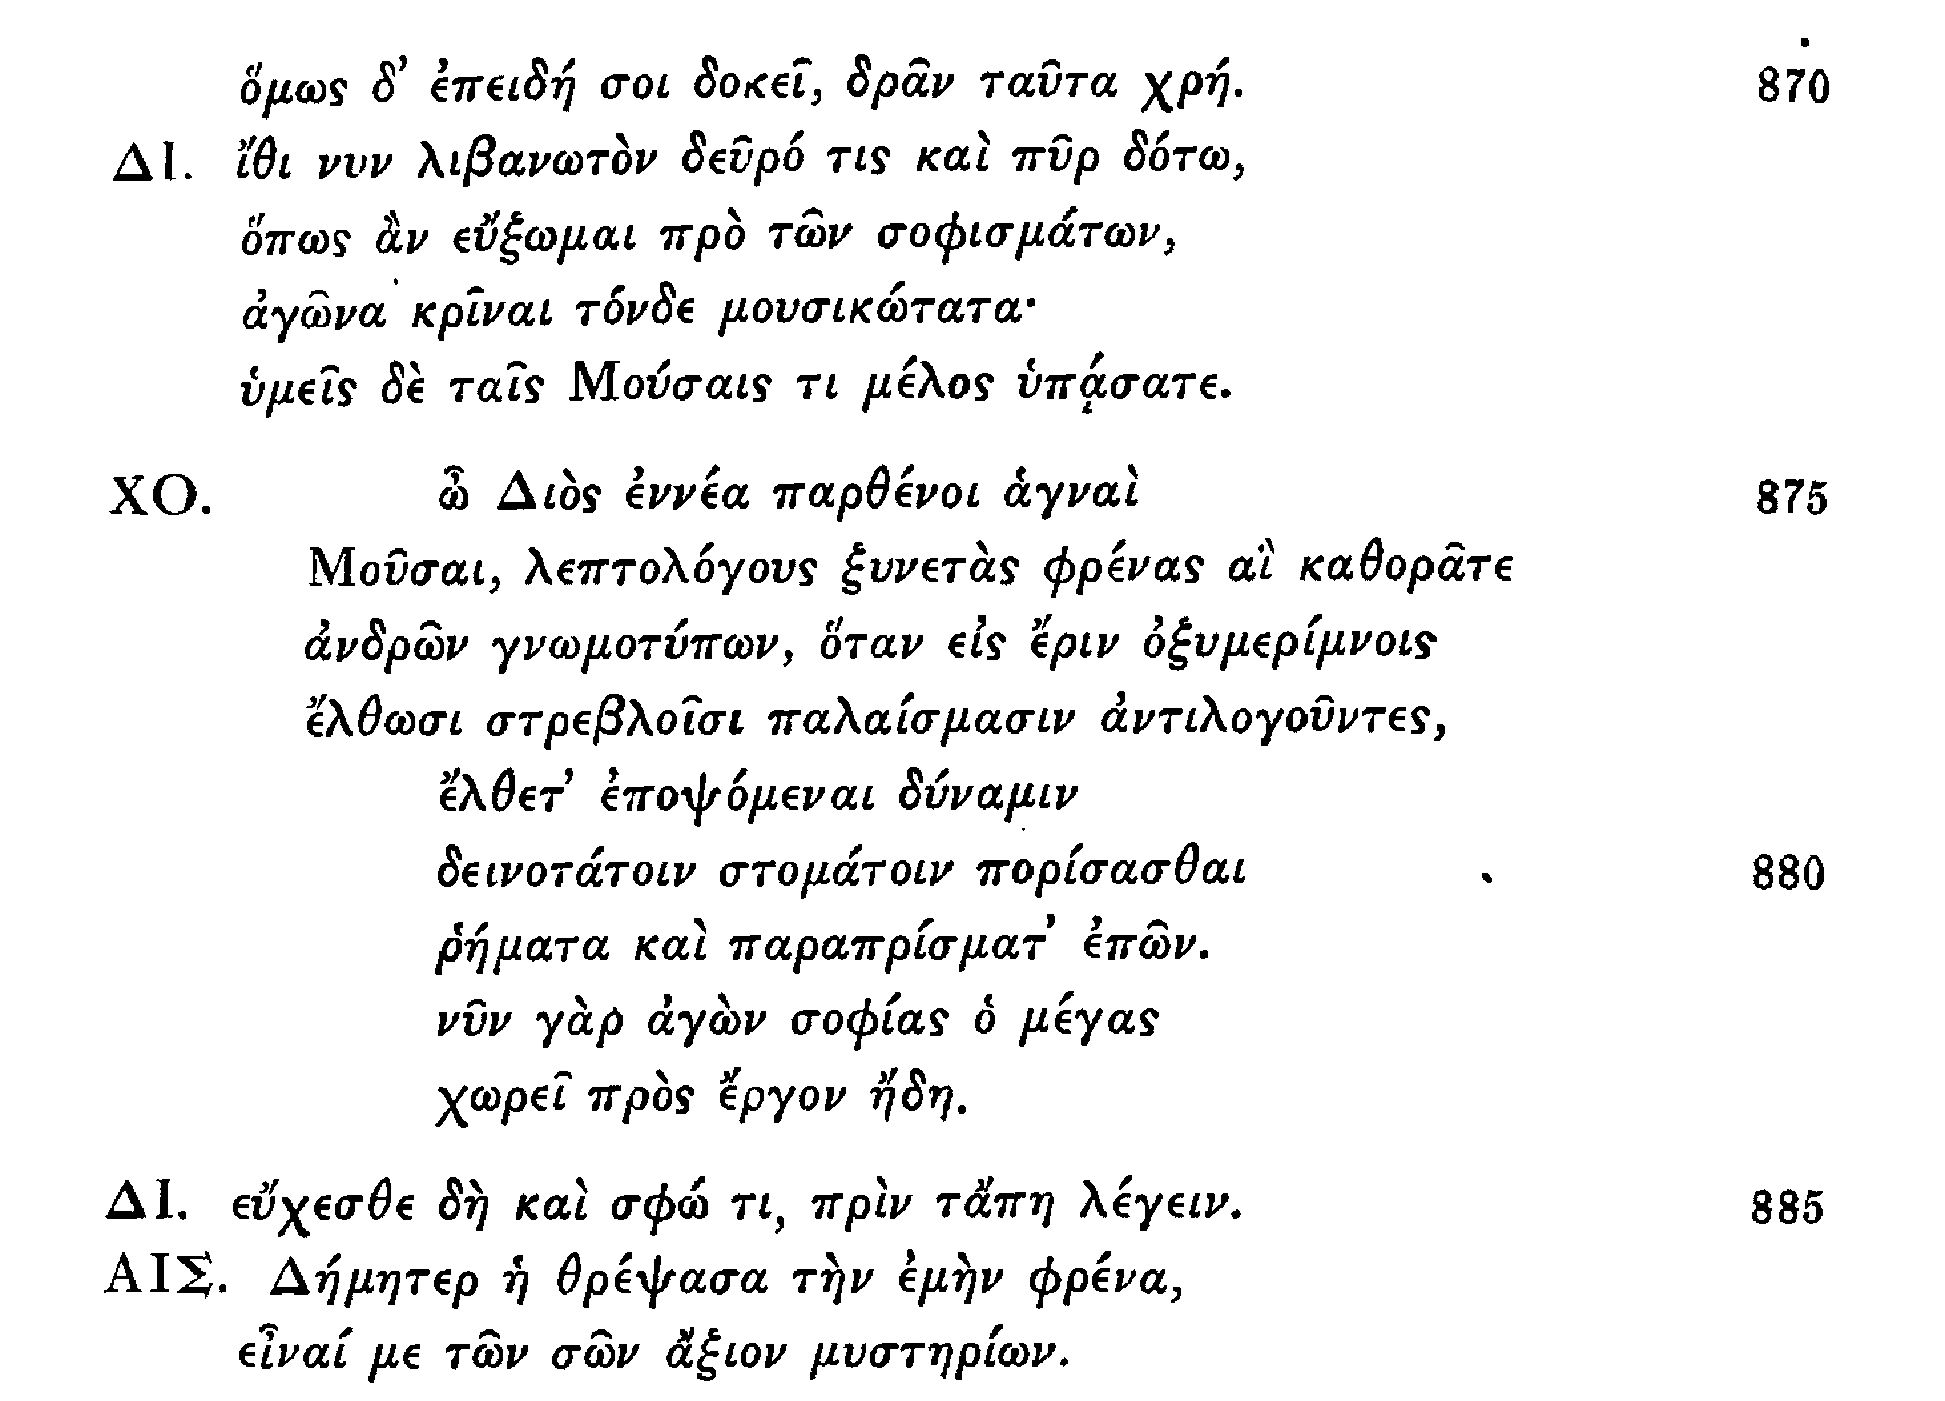 ὅμως δ’ ἐπειδή σοι δοκεῖ, δρᾶν ταῦτα χρή. 870
ΔΙ. ἴθι νυν λιβανωτὸν δεῦρό τις καὶ πῦρ δότω,
ὅπως ἂν εὔξωμαι πρὸ τῶν σοφισμάτων,
ἀγῶνα κρῖναι τόνδε μουσικώτατα·
ὑμεῖς δὲ ταῖς Μούσαις τι μέλος ὑπᾴσατε.
ΧΟ. ὦ Διὸς ἐννέα παρθένοι ἁγναὶ 875
Μοῦσαι, λεπτολόγους ξυνετὰς φρένας αἳ καθορᾶτε
ἀνδρῶν γνωμοτύπων, ὅταν εἰς ἔριν ὀξυμερίμνοις
ἔλθωσι στρεβλοῖσι παλαίσμασιν ἀντιλογοῦντες,
ἔλθετ’ ἐποψόμεναι δύναμιν
δεινοτάτοιν στομάτοιν πορίσασθαι 880
ῥήματα καὶ παραπρίσματ’ ἐπῶν.
νῦν γὰρ ἀγὼν σοφίας ὁ μέγας
χωρεῖ πρὸς ἔργον ἤδη.
ΔΙ. εὔχεσθε δὴ καὶ σφώ τι, πρὶν τἄπη λέγειν. 885
ΑΙΣ. Δήμητερ ἡ θρέψασα τὴν ἐμὴν φρένα,
εἶναί με τῶν σῶν ἄξιον μυστηρίων.